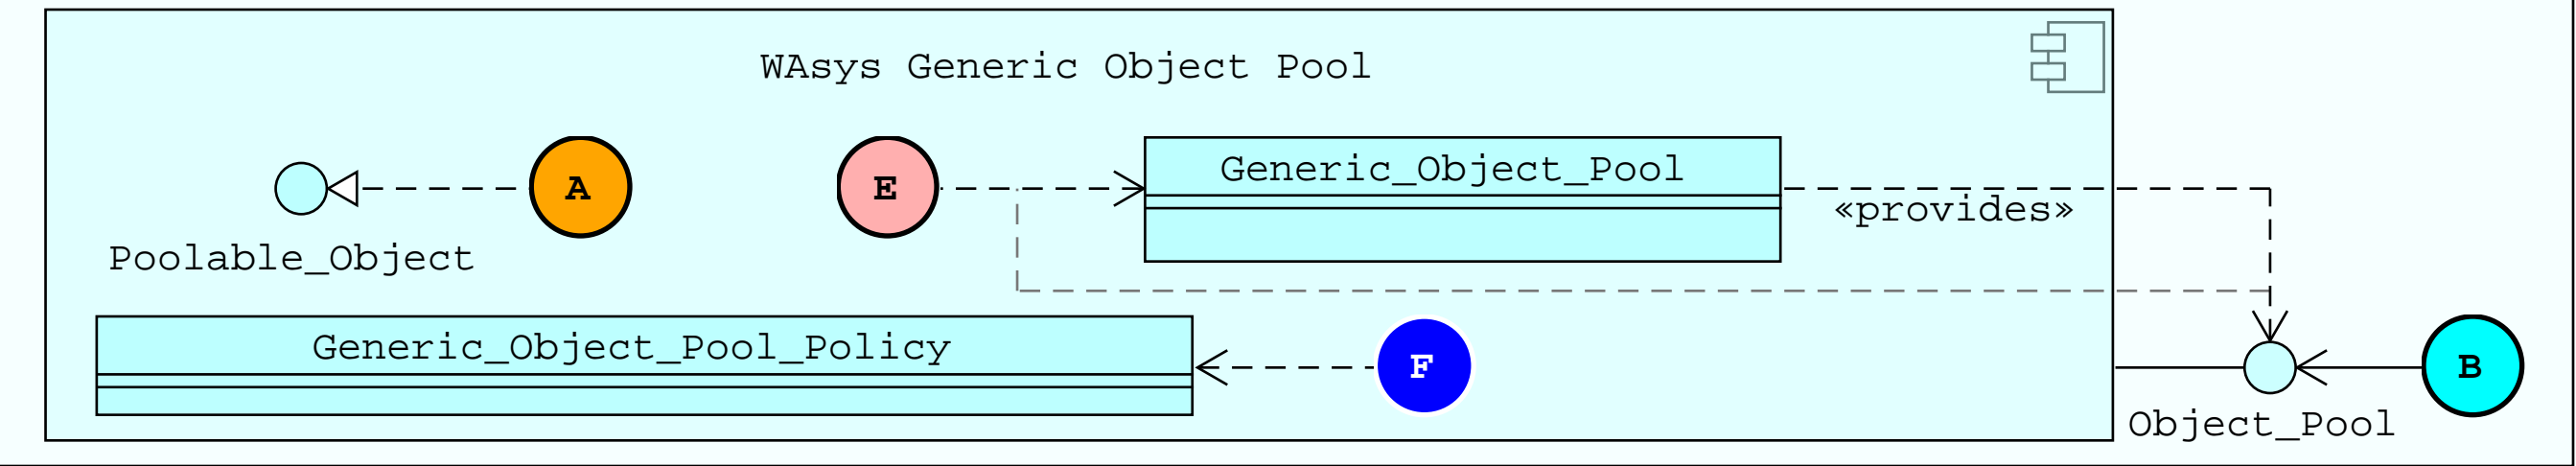 WAsys Generic Object Pool
A
E
Generic_Object_Pool
«provides»
Poolable_Object
Generic_Object_Pool_Policy
F
B
Object_Pool